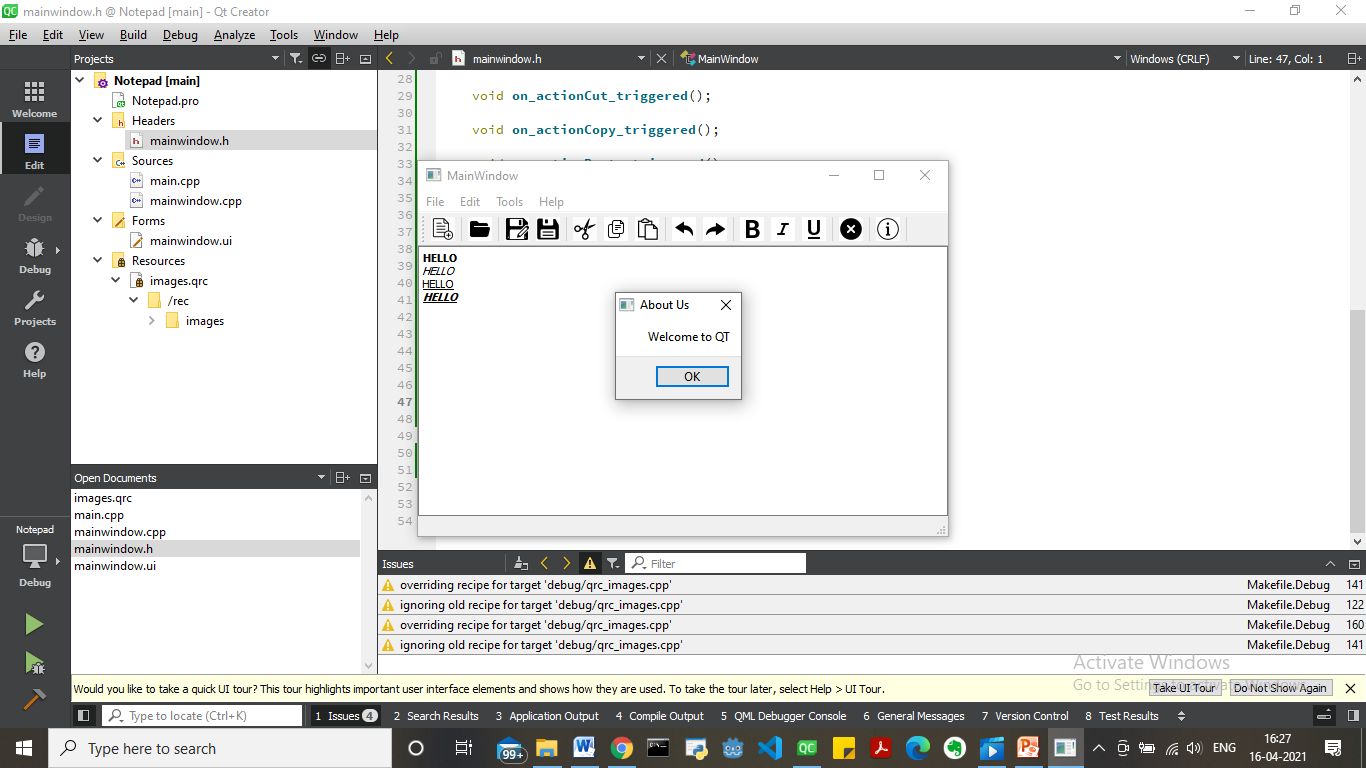 mainwindow.h @ Notepad [main] - Qt Creator
File Edit View Build Debug Analyze Tools Window Help
Projects
mainwindow.h
MainWindow
Windows (CRLF)
Line: 47, Col: 1
Welcome
Edit
Design
Debug
Projects
Help
Notepad [main]
Notepad.pro
Headers
mainwindow.h
Sources
main.cpp
mainwindow.cpp
Forms
mainwindow.ui
Resources
images.qrc
/rec
images
28
29 void on_actionCut_triggered();
30
31 void on_actionCopy_triggered();
32
33
34
35
36
37
38
39
40
41
42
43
44
45
46
47
48
49
50
51
52
53
54
MainWindow
File Edit Tools Help
B I U
HELLO
HELLO
HELLO
HELLO
About Us
Welcome to QT
OK
Open Documents
images.qrc
main.cpp
mainwindow.cpp
mainwindow.h
mainwindow.ui
Notepad
Debug
Issues
Filter
overriding recipe for target 'debug/qrc_images.cpp' Makefile.Debug 141
ignoring old recipe for target 'debug/qrc_images.cpp' Makefile.Debug 122
overriding recipe for target 'debug/qrc_images.cpp' Makefile.Debug 160
ignoring old recipe for target 'debug/qrc_images.cpp' Makefile.Debug 141
Activate Windows
Would you like to take a quick UI tour? This tour highlights important user interface elements and shows how they are used. To take the tour later, select Help > UI Tour.
Take UI Tour
Do Not Show Again
Type to locate (Ctrl+K)
1 Issues 4
2 Search Results
3 Application Output
4 Compile Output
5 QML Debugger Console
6 General Messages
7 Version Control
8 Test Results
Type here to search
99+
ENG
16:27
16-04-2021